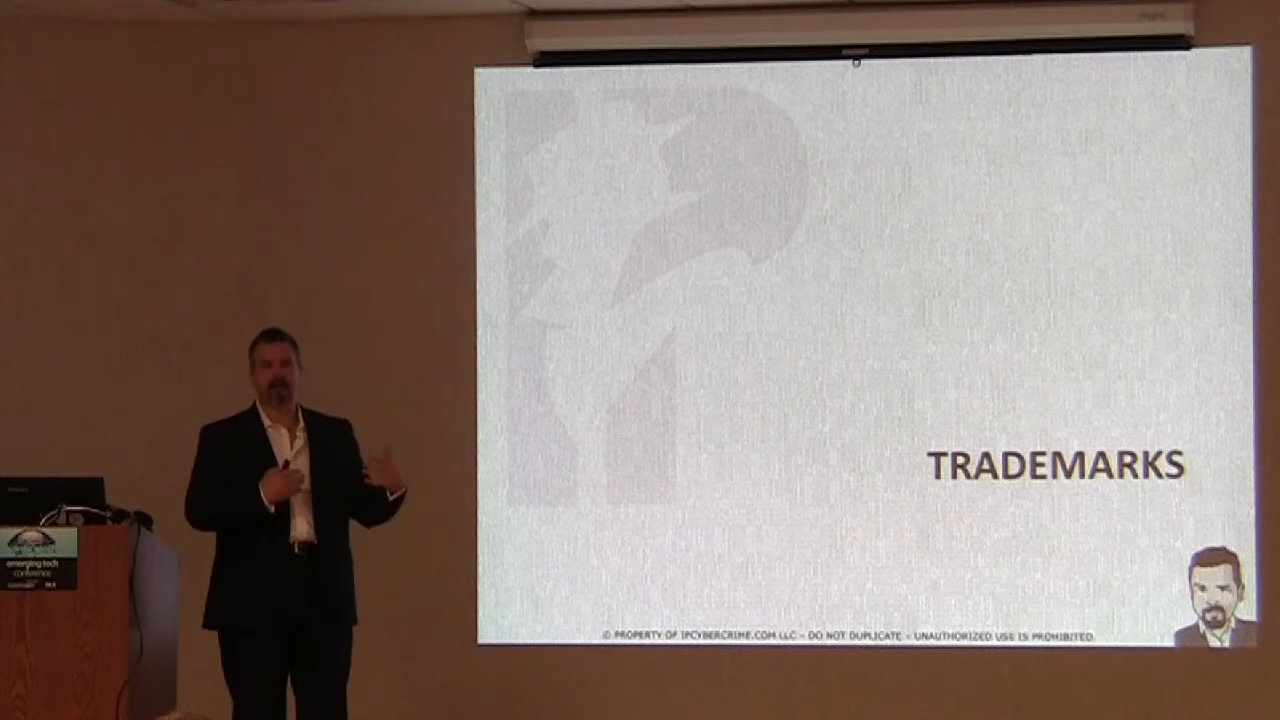 TRADEMARKS
© PROPERTY OF IPCYBERCRIME.COM LLC – DO NOT DUPLICATE – UNAUTHORIZED USE IS PROHIBITED.
emerging tech
conference